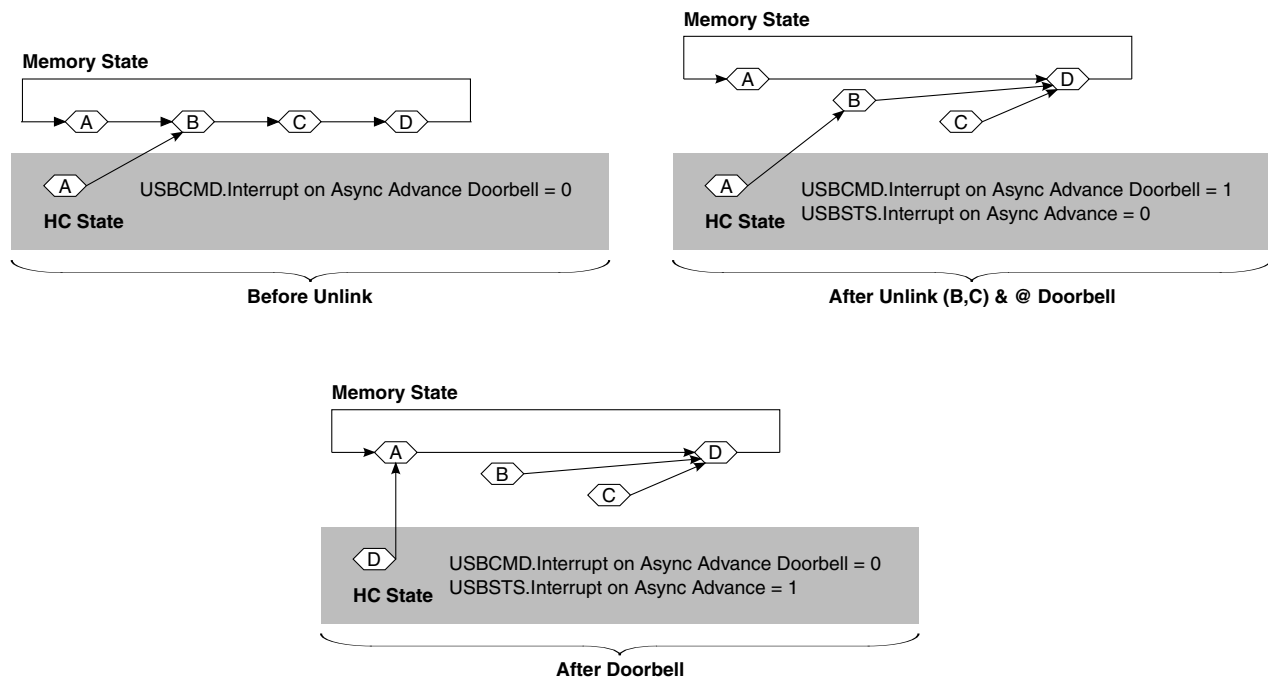 Memory State
A B C D
A USBCMD.Interrupt on Async Advance Doorbell = 0
HC State
Before Unlink
Memory State
A D
B
C
A USBCMD.Interrupt on Async Advance Doorbell = 1
HC State USBSTS.Interrupt on Async Advance = 0
After Unlink (B,C) & @ Doorbell
Memory State
A D
B
C
D USBCMD.Interrupt on Async Advance Doorbell = 0
HC State USBSTS.Interrupt on Async Advance = 1
After Doorbell